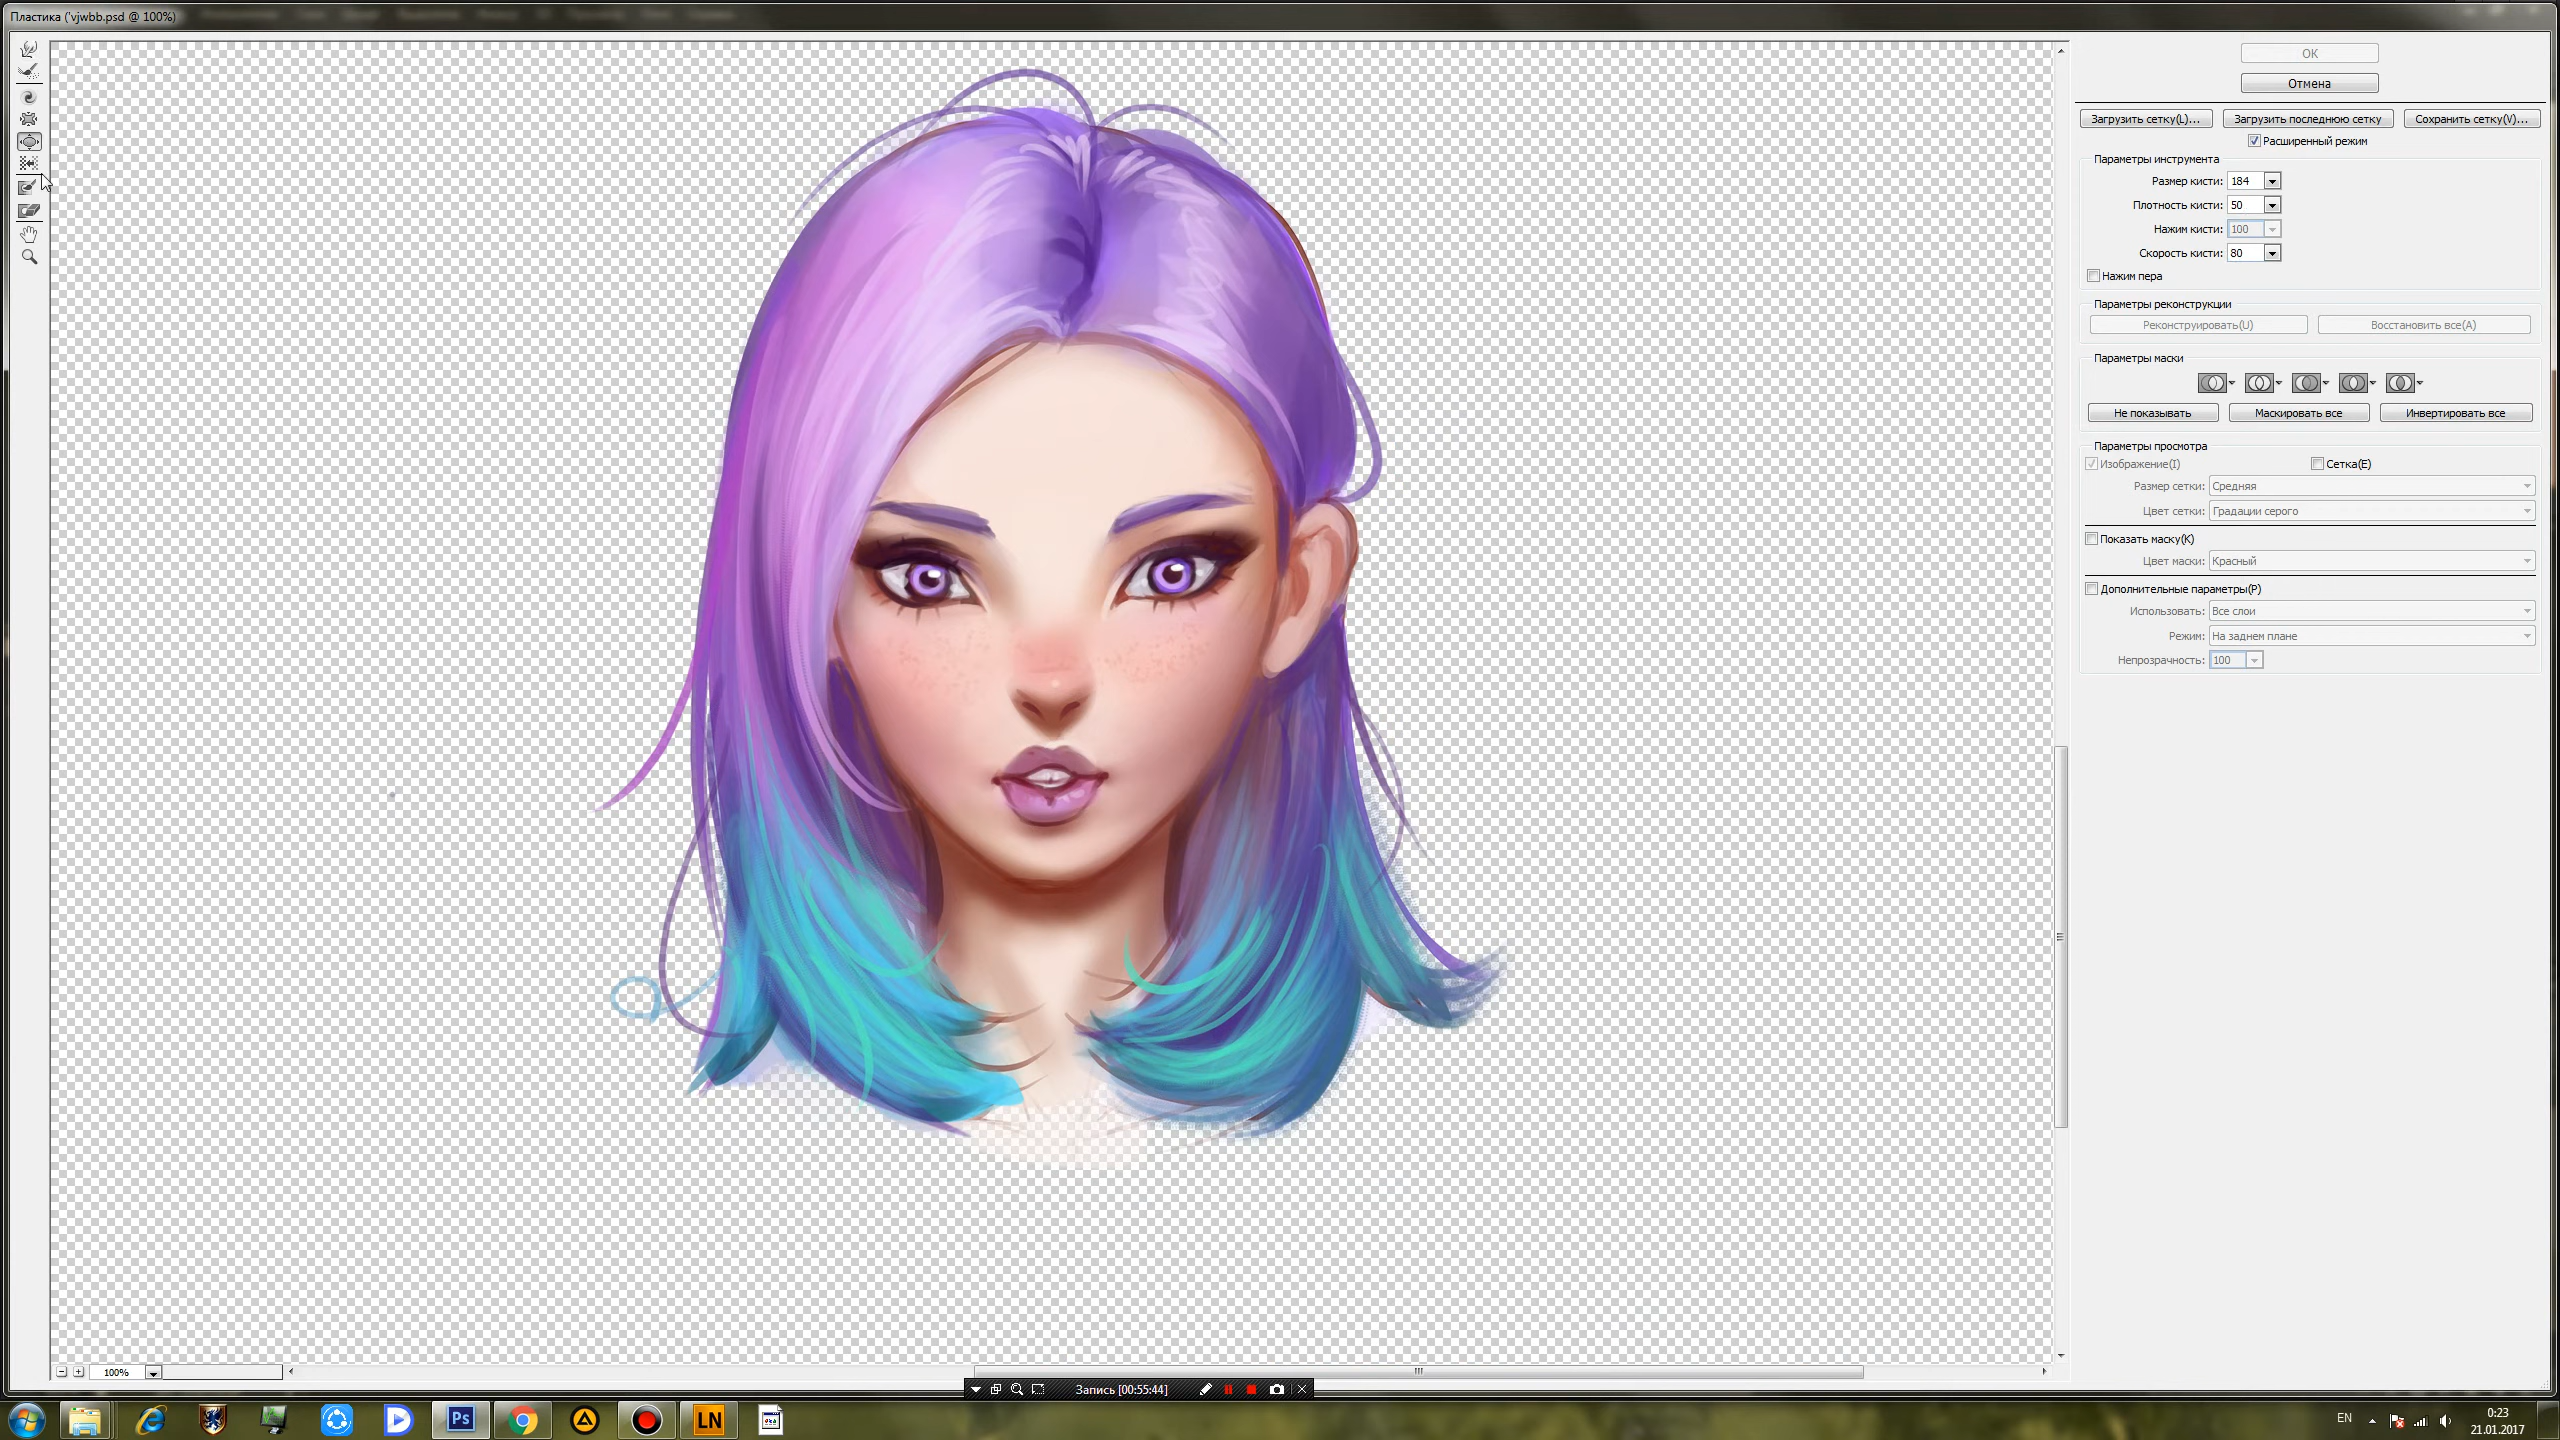 Пластика ('vjwbb.psd @ 100%)
ОК
Отмена
Загрузить сетку(L)...
Загрузить последнюю сетку
Сохранить сетку(V)...
Расширенный режим
Параметры инструмента
Размер кисти: 184
Плотность кисти: 50
Нажим кисти: 100
Скорость кисти: 80
Нажим пера
Параметры реконструкции
Реконструировать(U)
Восстановить все(A)
Параметры маски
Не показывать
Маскировать все
Инвертировать все
Параметры просмотра
Изображение(I)
Сетка(E)
Размер сетки: Средняя
Цвет сетки: Градации серого
Показать маску(K)
Цвет маски: Красный
Дополнительные параметры(P)
Использовать: Все слои
Режим: На заднем плане
Непрозрачность: 100
100%
Запись [00:55:44]
Ps
LN
EN
0:23
21.01.2017